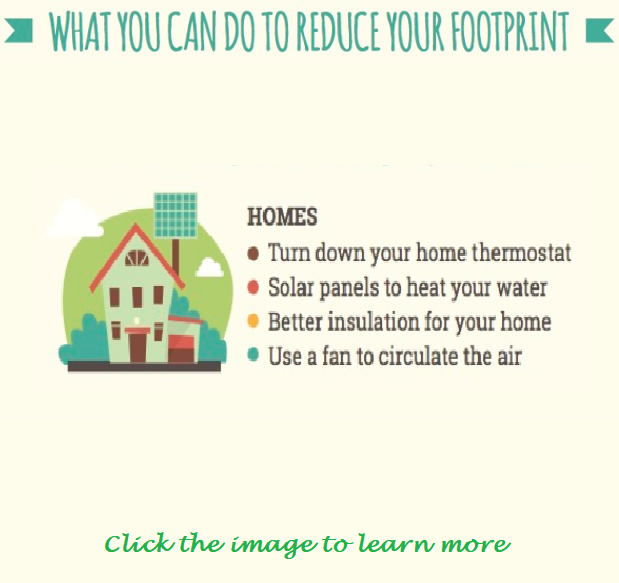 WHAT YOU CAN DO TO REDUCE YOUR FOOTPRINT
HOMES
Turn down your home thermostat
Solar panels to heat your water
Better insulation for your home
Use a fan to circulate the air
Click the image to learn more